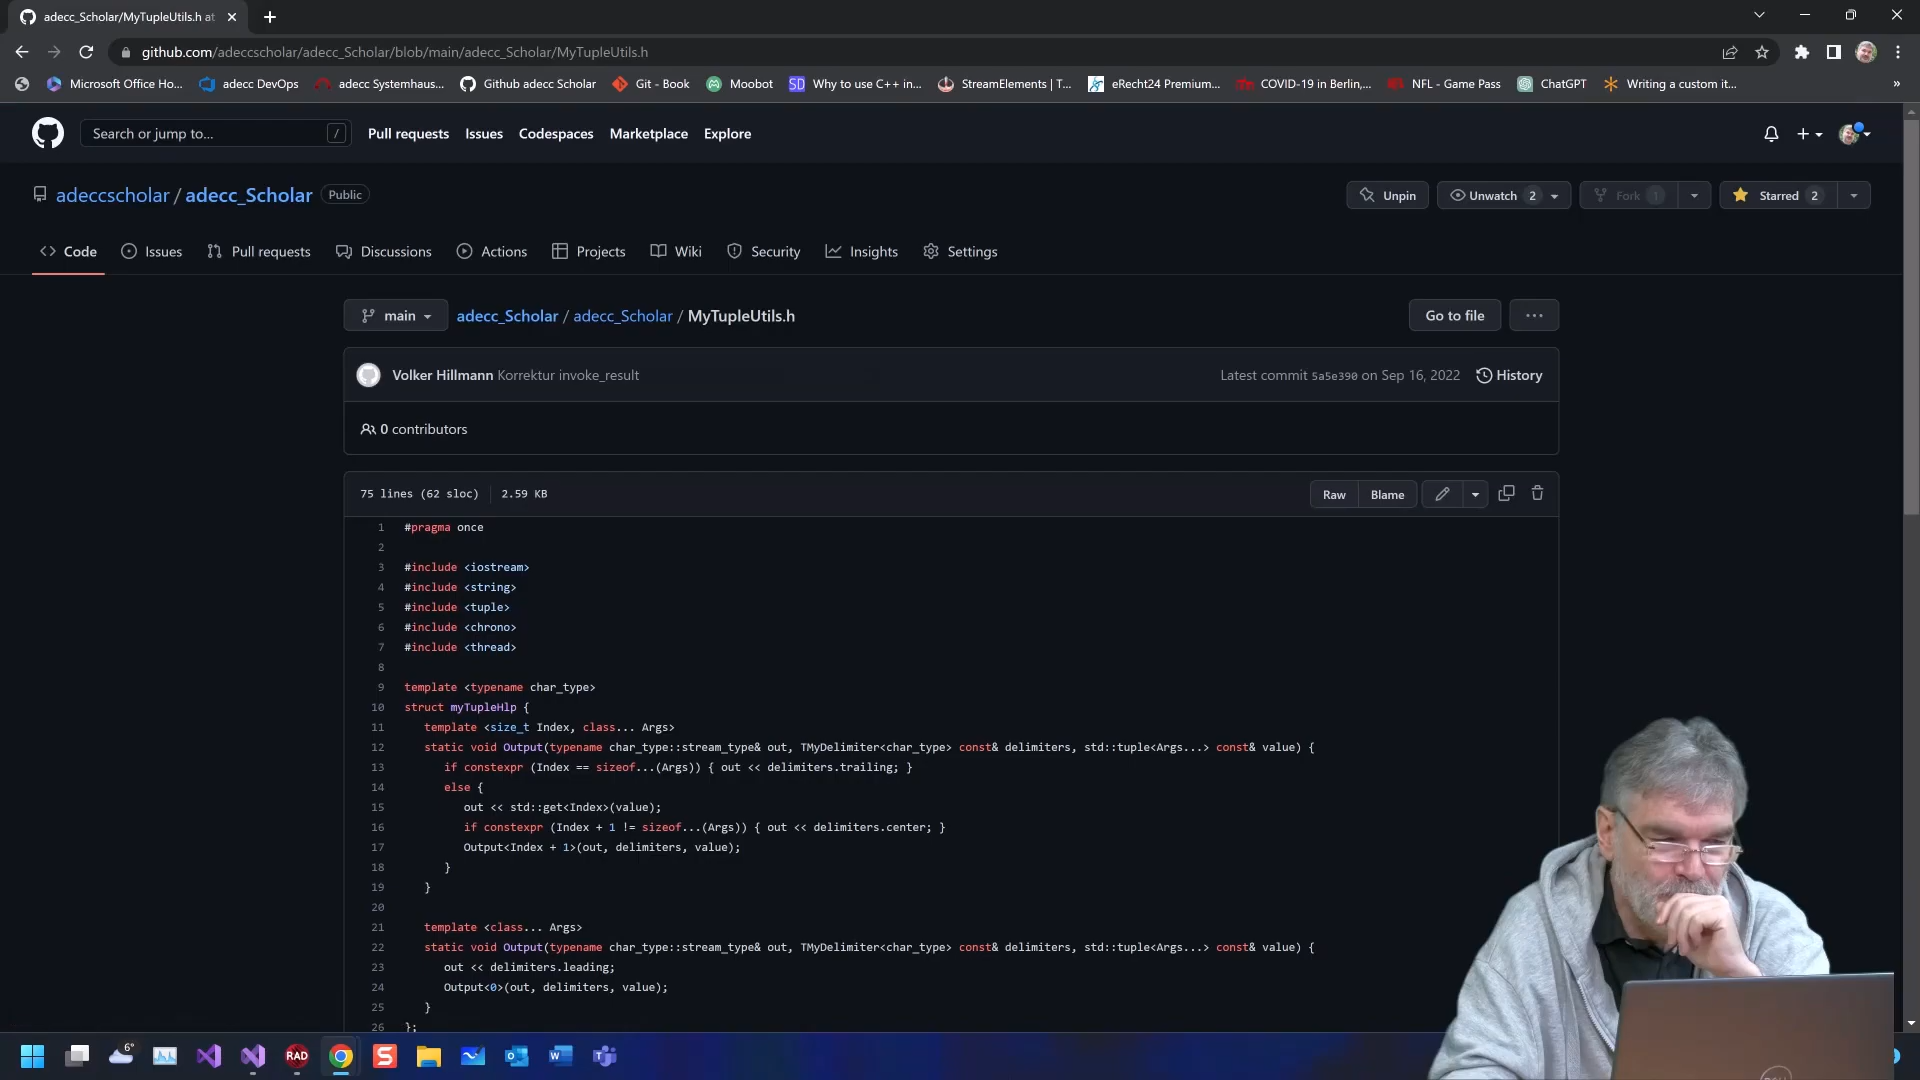 adecc_Scholar/MyTupleUtils.h at
github.com/adeccscholar/adecc_Scholar/blob/main/adecc_Scholar/MyTupleUtils.h
Microsoft Office Ho... adecc DevOps adecc Systemhaus... Github adecc Scholar Git - Book Moobot SD Why to use C++ in... StreamElements | T... eRecht24 Premium... COVID-19 in Berlin,... NFL - Game Pass ChatGPT Writing a custom it... »
Search or jump to... / Pull requests Issues Codespaces Marketplace Explore
adeccscholar / adecc_Scholar Public Unpin Unwatch 2 Fork 1 Starred 2
Code Issues Pull requests Discussions Actions Projects Wiki Security Insights Settings
main adecc_Scholar / adecc_Scholar / MyTupleUtils.h Go to file ...
Volker Hillmann Korrektur invoke_result Latest commit 5a5e390 on Sep 16, 2022 History
0 contributors
75 lines (62 sloc) 2.59 KB Raw Blame
1 #pragma once
2
3 #include <iostream>
4 #include <string>
5 #include <tuple>
6 #include <chrono>
7 #include <thread>
8
9 template <typename char_type>
10 struct myTupleHlp {
11 template <size_t Index, class... Args>
12 static void Output(typename char_type::stream_type& out, TMyDelimiter<char_type> const& delimiters, std::tuple<Args...> const& value) {
13 if constexpr (Index == sizeof...(Args)) { out << delimiters.trailing; }
14 else {
15 out << std::get<Index>(value);
16 if constexpr (Index + 1 != sizeof...(Args)) { out << delimiters.center; }
17 Output<Index + 1>(out, delimiters, value);
18 }
19 }
20
21 template <class... Args>
22 static void Output(typename char_type::stream_type& out, TMyDelimiter<char_type> const& delimiters, std::tuple<Args...> const& value) {
23 out << delimiters.leading;
24 Output<0>(out, delimiters, value);
25 }
26 };
6° RAD S